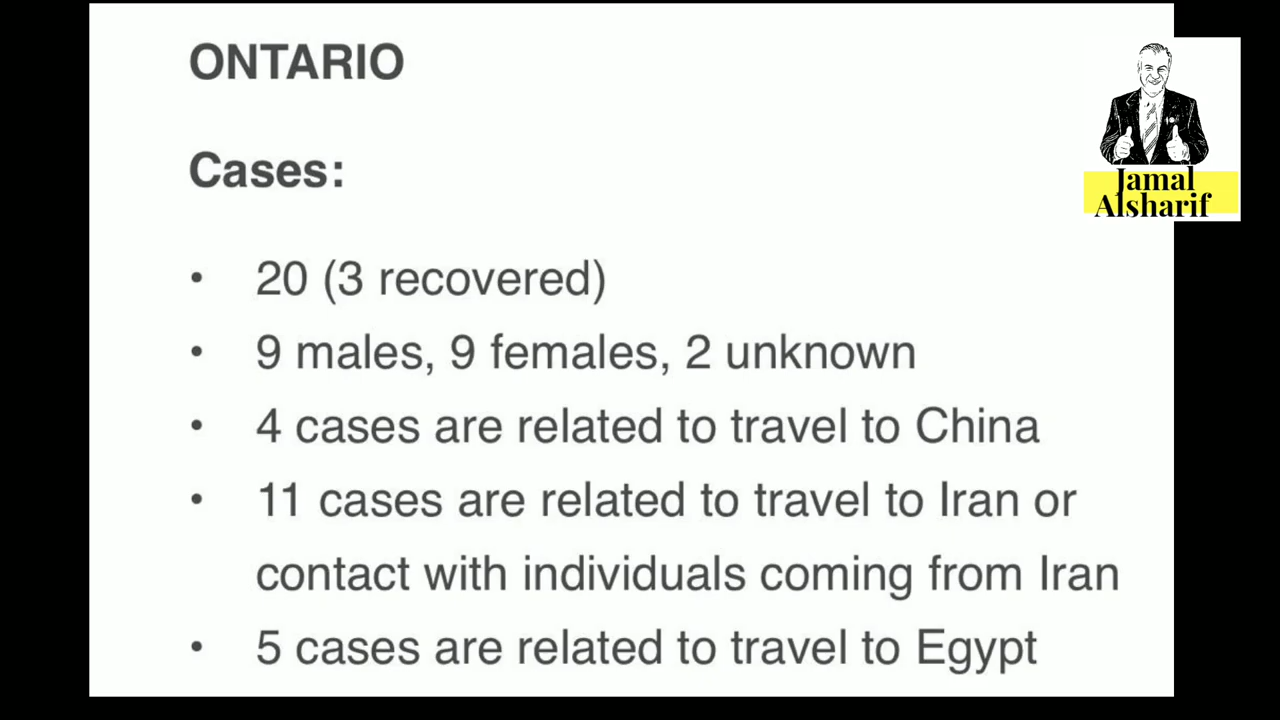 ONTARIO
Cases:
• 20 (3 recovered)
• 9 males, 9 females, 2 unknown
• 4 cases are related to travel to China
• 11 cases are related to travel to Iran or
contact with individuals coming from Iran
• 5 cases are related to travel to Egypt
Jamal
Alsharif